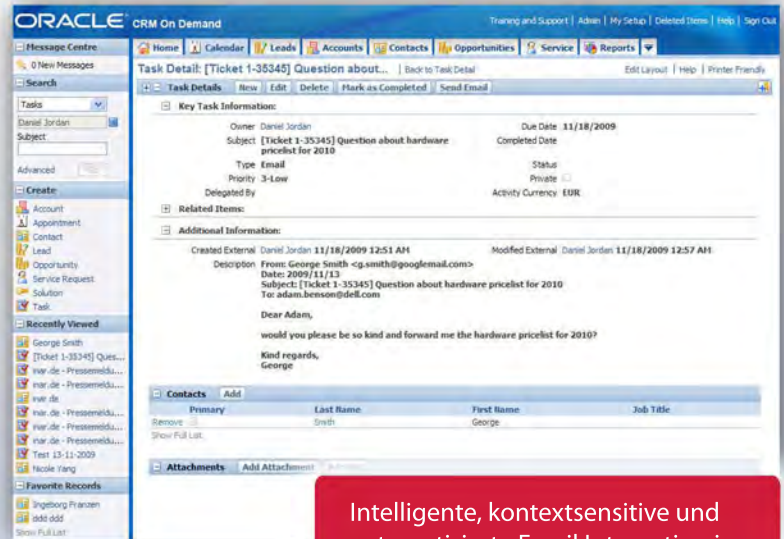 ORACLE CRM On Demand
Training and Support | Admin | My Setup | Deleted Items | Help | Sign Out
Message Centre
0 New Messages
Search
Tasks
Daniel Jordan
Subject
Advanced
Create
Account
Appointment
Contact
Lead
Opportunity
Service Request
Solution
Task
Recently Viewed
George Smith
[Ticket 1-35345] Ques...
Test 13-11-2009
Nicole Yang
Favorite Records
Ingeborg Franzen
ddd ddd
Show Full List
Home Calendar Leads Accounts Contacts Opportunities Service Reports
Task Detail: [Ticket 1-35345] Question about... | Back to Task Detail
Edit Layout | Help | Printer Friendly
Task Details New Edit Delete Mark as Completed Send Email
Key Task Information:
Owner Daniel Jordan
Due Date 11/18/2009
Subject [Ticket 1-35345] Question about hardware
pricelist for 2010
Completed Date
Type Email
Status
Priority 3-Low
Private
Delegated By
Activity Currency EUR
Related Items:
Additional Information:
Created External Daniel Jordan 11/18/2009 12:51 AM
Modified External Daniel Jordan 11/18/2009 12:57 AM
Description From: George Smith <g.smith@googlemail.com>
Date: 2009/11/13
Subject: [Ticket 1-35345] Question about hardware pricelist for 2010
To: adam.benson@dell.com
Dear Adam,
would you please be so kind and forward me the hardware pricelist for 2010?
Kind regards,
George
Contacts Add
Primary Last Name First Name Job Title
Remove Smith George
Show Full List
Attachments Add Attachment
Intelligente, kontextsensitive und